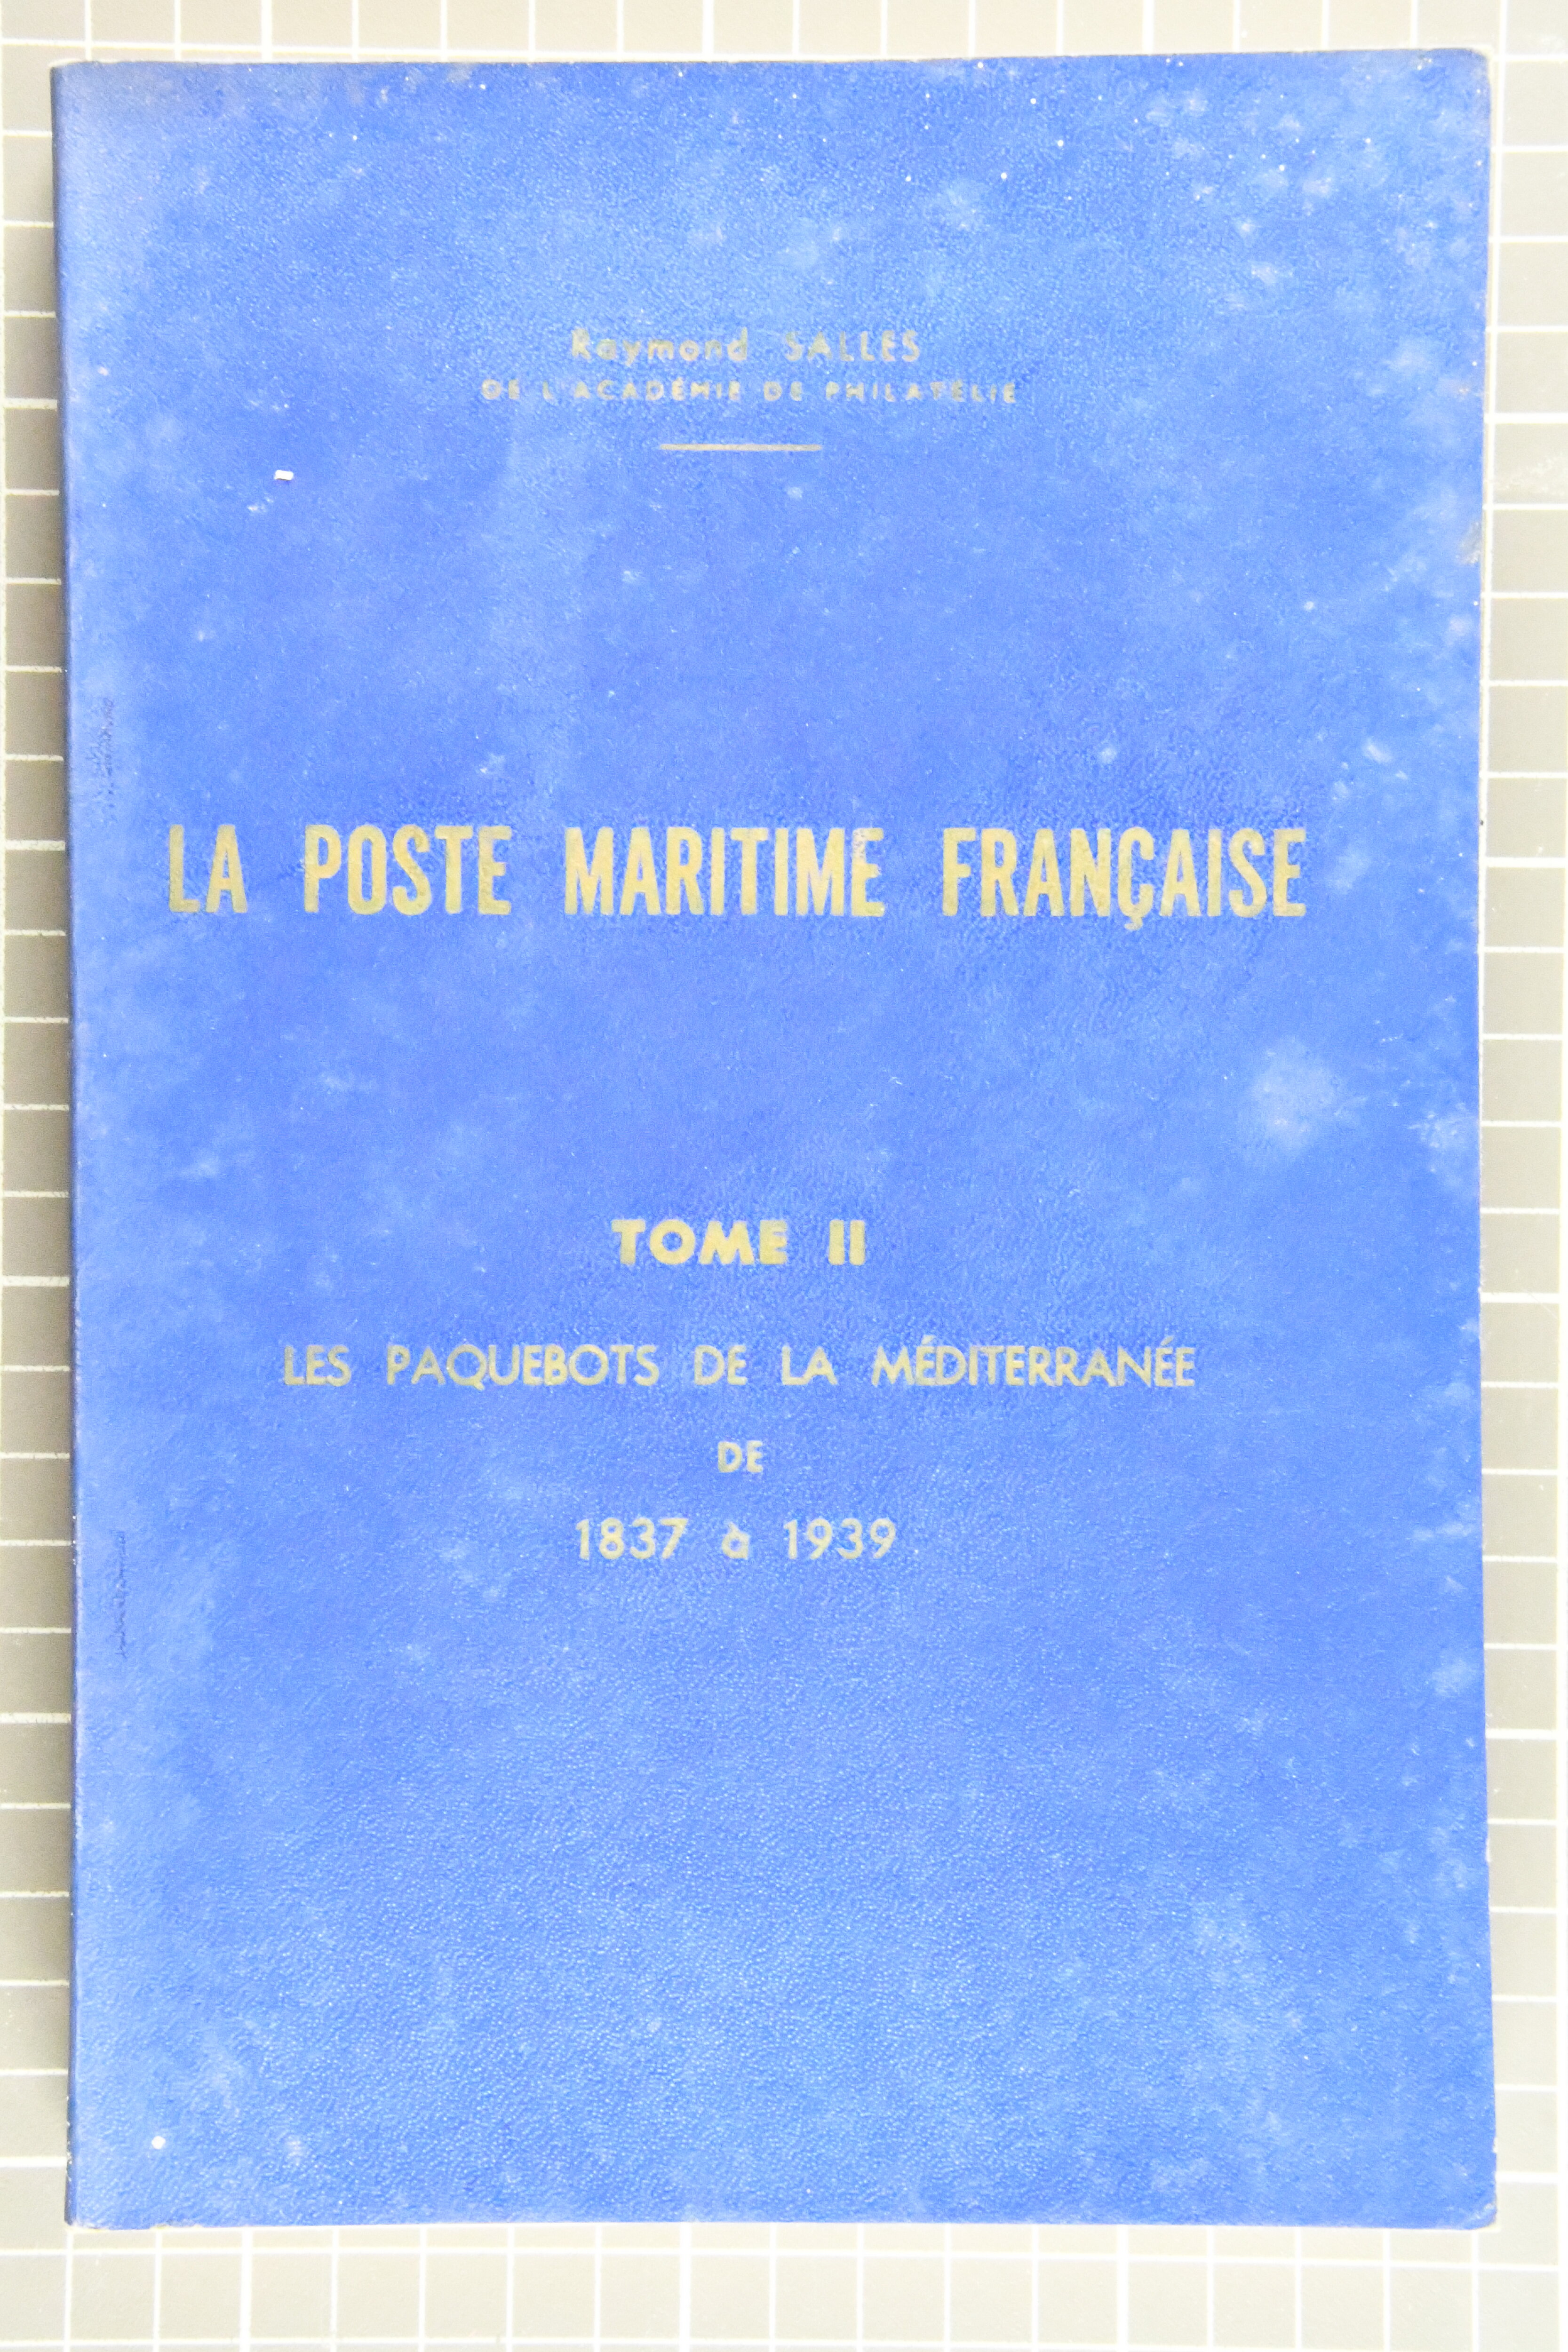 Raymond SALLES
DE L'ACADÉMIE DE PHILATÉLIE
LA POSTE MARITIME FRANÇAISE
TOME II
LES PAQUEBOTS DE LA MÉDITERRANÉE
DE
1837 à 1939